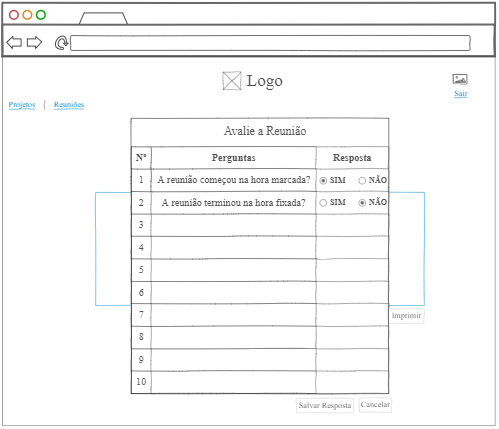 Logo
Sair
Projetos | Reuniões
Avalie a Reunião
Nº Perguntas Resposta
1 A reunião começou na hora marcada? SIM NÃO
2 A reunião terminou na hora fixada? SIM NÃO
3
4
5
6
7
Imprimir
8
9
10
Salvar Resposta Cancelar